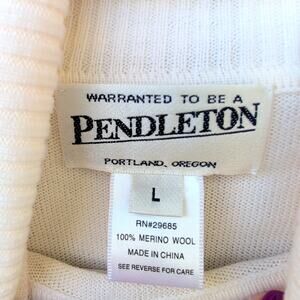 WARRANTED TO BE A
PENDLETON
PORTLAND, OREGON
L
RN#29685
100% MERINO WOOL
MADE IN CHINA
SEE REVERSE FOR CARE